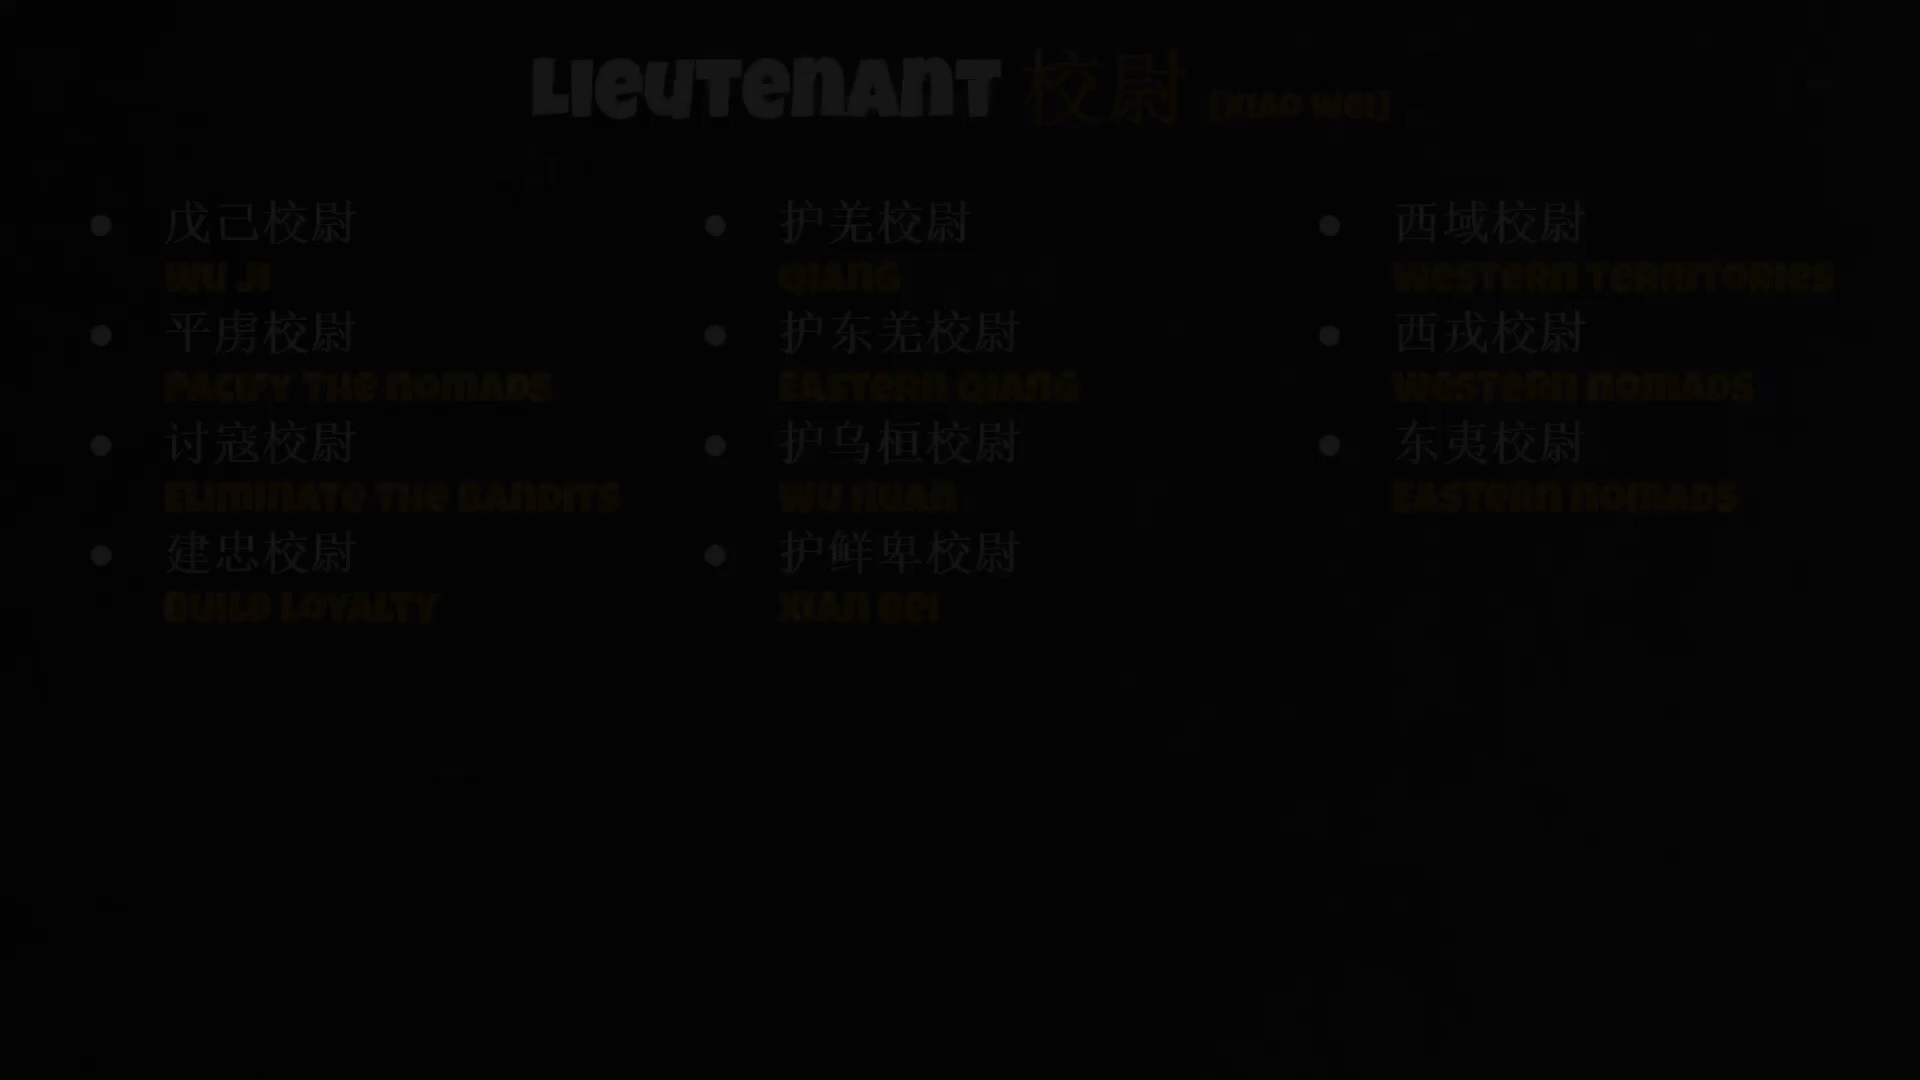 Lieutenant 校尉 [Xiao Wei]
戊己校尉
Wu Ji
平虏校尉
Pacify the Nomads
讨寇校尉
Eliminate the Bandits
建忠校尉
Build Loyalty
护羌校尉
Qiang
护东羌校尉
Eastern Qiang
护乌桓校尉
Wu Huan
护鲜卑校尉
Xian Bei
西域校尉
Western Territories
西戎校尉
Western Nomads
东夷校尉
Eastern Nomads